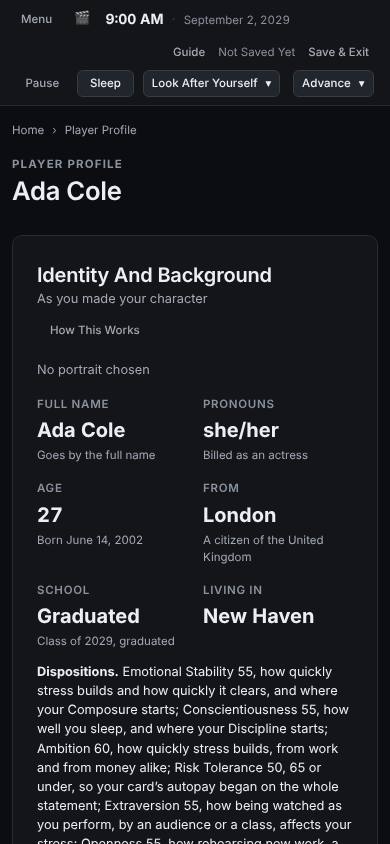 Menu 🎬 9:00 AM · September 2, 2029
Guide Not Saved Yet Save & Exit
Pause Sleep Look After Yourself ▾ Advance ▾
Home › Player Profile
PLAYER PROFILE
Ada Cole
Identity And Background
As you made your character
How This Works
No portrait chosen
FULL NAME PRONOUNS
Ada Cole she/her
Goes by the full name Billed as an actress
AGE FROM
27 London
Born June 14, 2002 A citizen of the United
Kingdom
SCHOOL LIVING IN
Graduated New Haven
Class of 2029, graduated
Dispositions. Emotional Stability 55, how quickly
stress builds and how quickly it clears, and where
your Composure starts; Conscientiousness 55, how
well you sleep, and where your Discipline starts;
Ambition 60, how quickly stress builds, from work
and from money alike; Risk Tolerance 50, 65 or
under, so your card's autopay began on the whole
statement; Extraversion 55, how being watched as
you perform, by an audience or a class, affects your
stress; Openness 55, how rehearsing new work, a